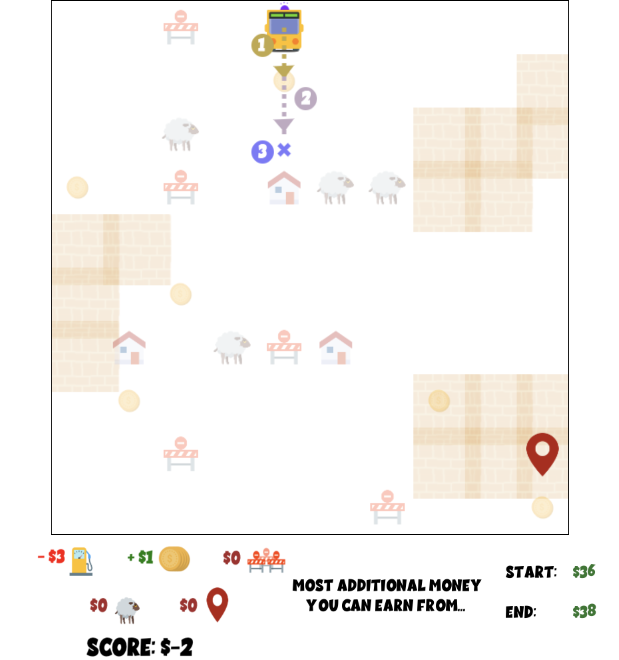 1
2
3
- $3
+ $1
$0
START: $36
MOST ADDITIONAL MONEY
YOU CAN EARN FROM...
$0
$0
END: $38
SCORE: $-2